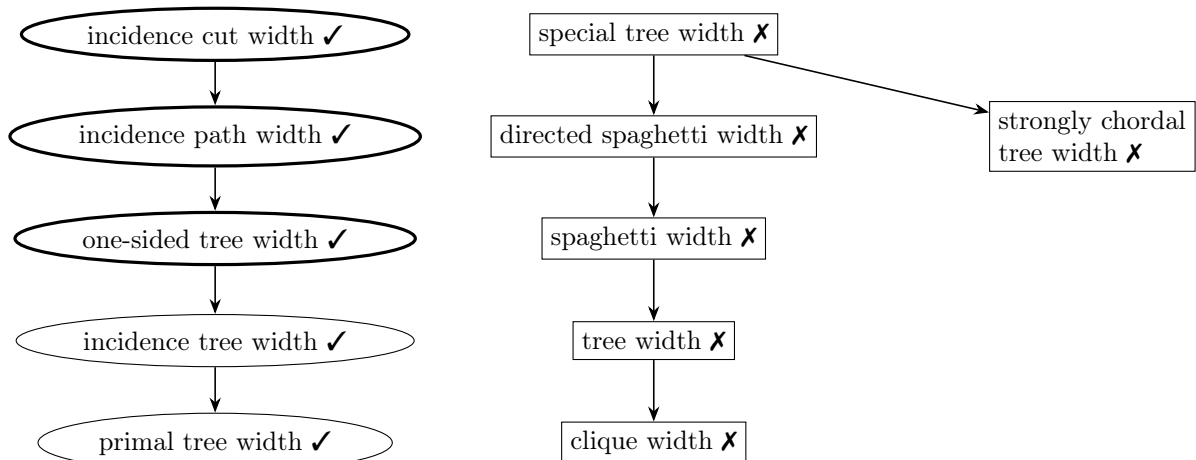 incidence cut width ✓
special tree width ✗
incidence path width ✓
directed spaghetti width ✗
strongly chordal
tree width ✗
one-sided tree width ✓
spaghetti width ✗
incidence tree width ✓
tree width ✗
primal tree width ✓
clique width ✗